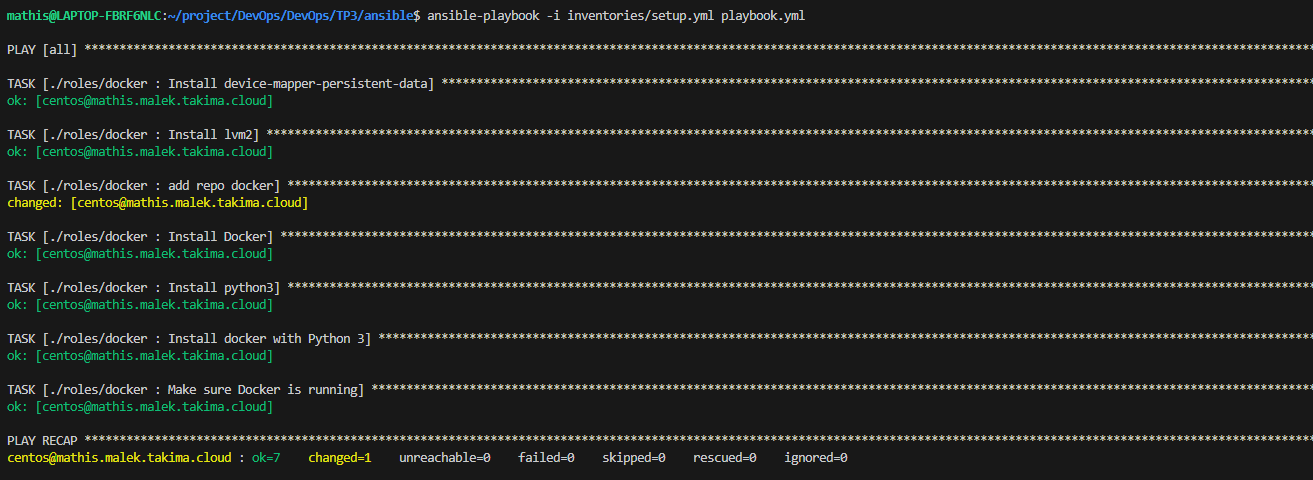 mathis@LAPTOP-FBRF6NLC:~/project/DevOps/DevOps/TP3/ansible$ ansible-playbook -i inventories/setup.yml playbook.yml
PLAY [all] ****************************************************************************************************************************************************************************
TASK [./roles/docker : Install device-mapper-persistent-data] *****************************************************************************************************************************
ok: [centos@mathis.malek.takima.cloud]
TASK [./roles/docker : Install lvm2] ******************************************************************************************************************************************************
ok: [centos@mathis.malek.takima.cloud]
TASK [./roles/docker : add repo docker] ***************************************************************************************************************************************************
changed: [centos@mathis.malek.takima.cloud]
TASK [./roles/docker : Install Docker] ****************************************************************************************************************************************************
ok: [centos@mathis.malek.takima.cloud]
TASK [./roles/docker : Install python3] ***************************************************************************************************************************************************
ok: [centos@mathis.malek.takima.cloud]
TASK [./roles/docker : Install docker with Python 3] **************************************************************************************************************************************
ok: [centos@mathis.malek.takima.cloud]
TASK [./roles/docker : Make sure Docker is running] ***************************************************************************************************************************************
ok: [centos@mathis.malek.takima.cloud]
PLAY RECAP ****************************************************************************************************************************************************************************
centos@mathis.malek.takima.cloud : ok=7    changed=1    unreachable=0    failed=0    skipped=0    rescued=0    ignored=0